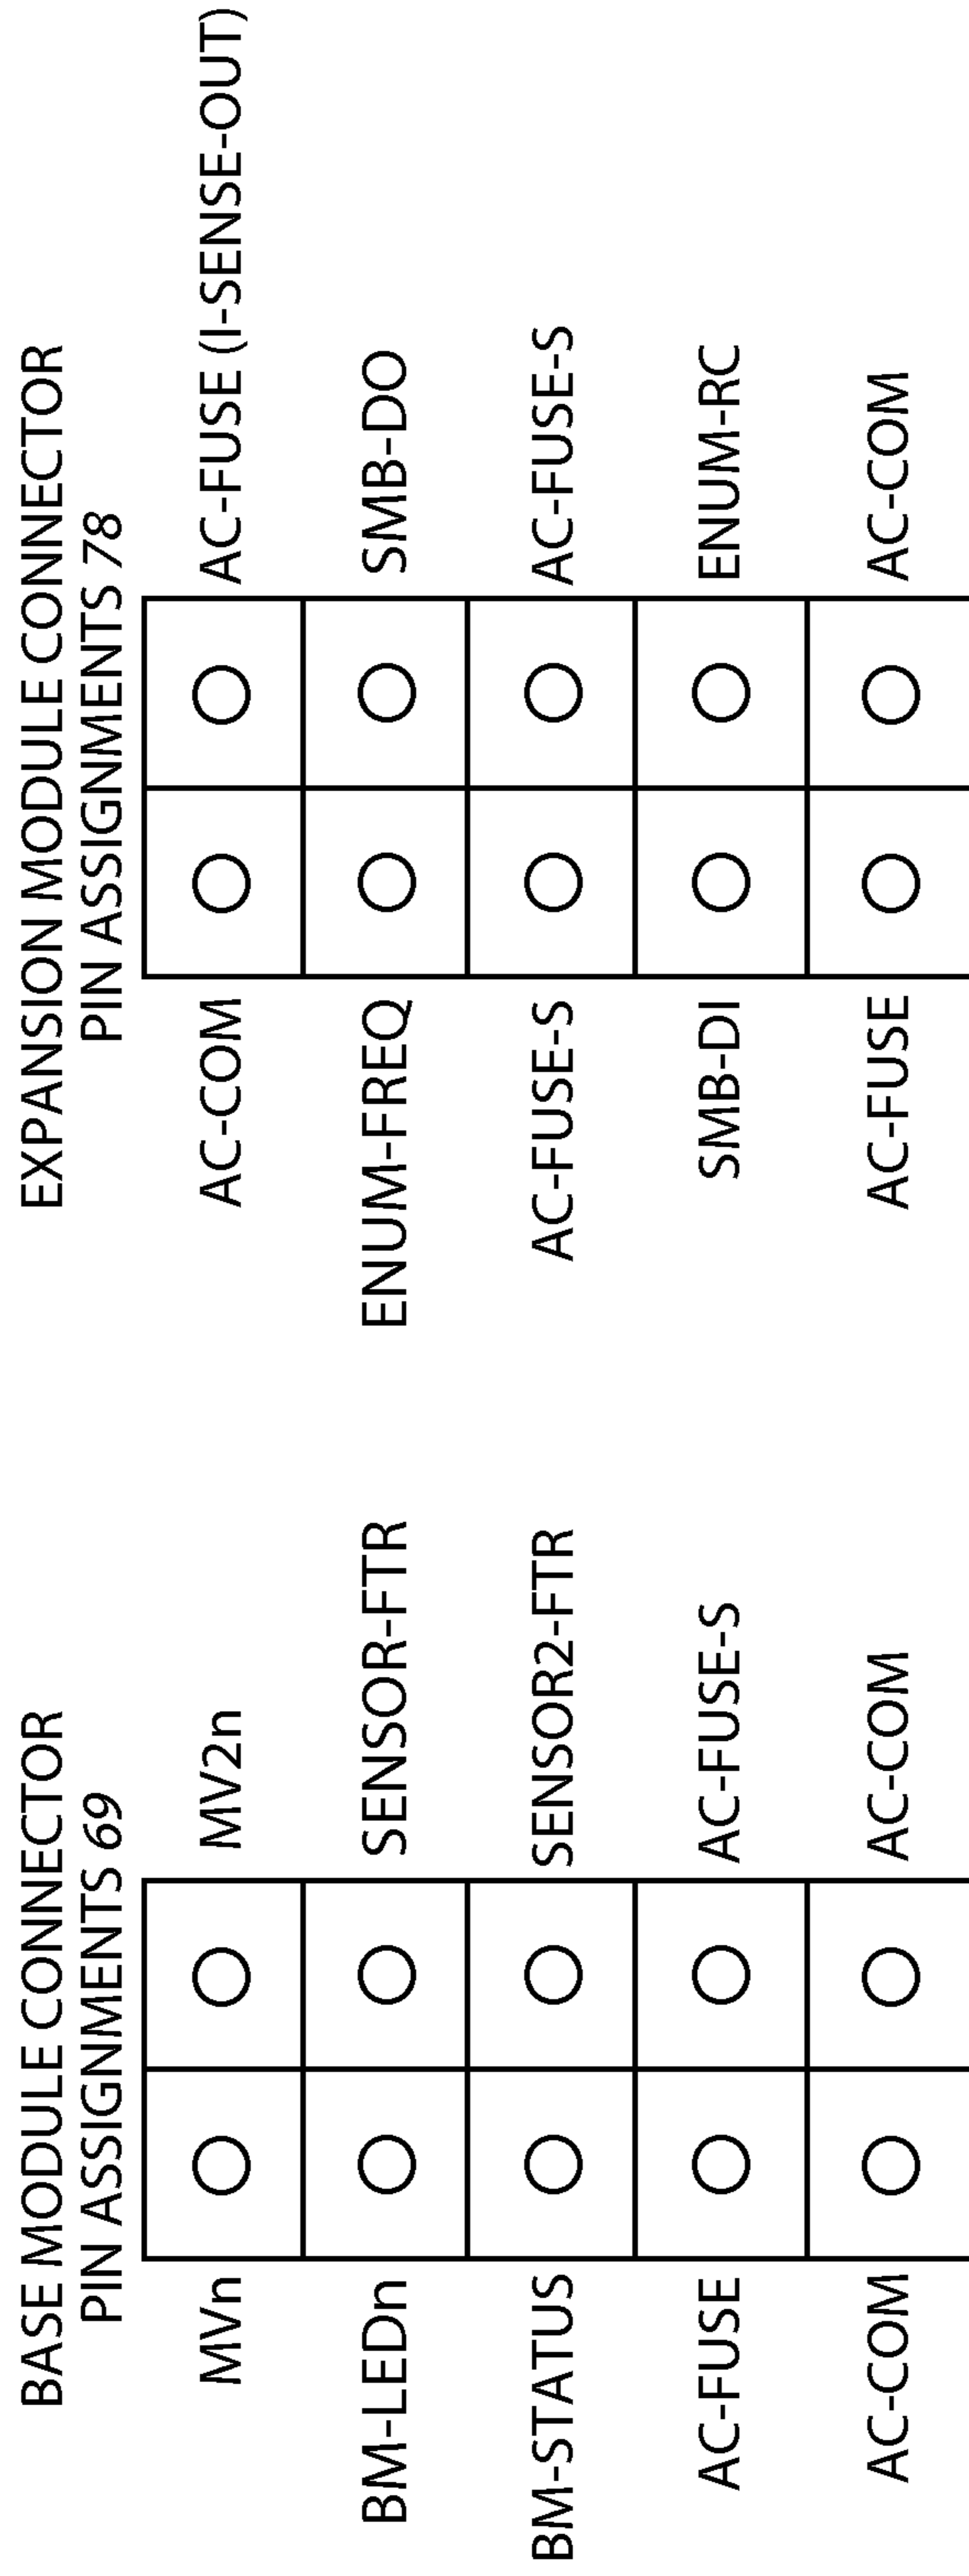 BASE MODULE CONNECTOR
PIN ASSIGNMENTS 69
MVn
MV2n
BM-LEDn
SENSOR-FTR
BM-STATUS
SENSOR2-FTR
AC-FUSE
AC-FUSE-S
AC-COM
AC-COM
EXPANSION MODULE CONNECTOR
PIN ASSIGNMENTS 78
AC-COM
AC-FUSE (I-SENSE-OUT)
ENUM-FREQ
SMB-DO
AC-FUSE-S
AC-FUSE-S
SMB-DI
ENUM-RC
AC-FUSE
AC-COM